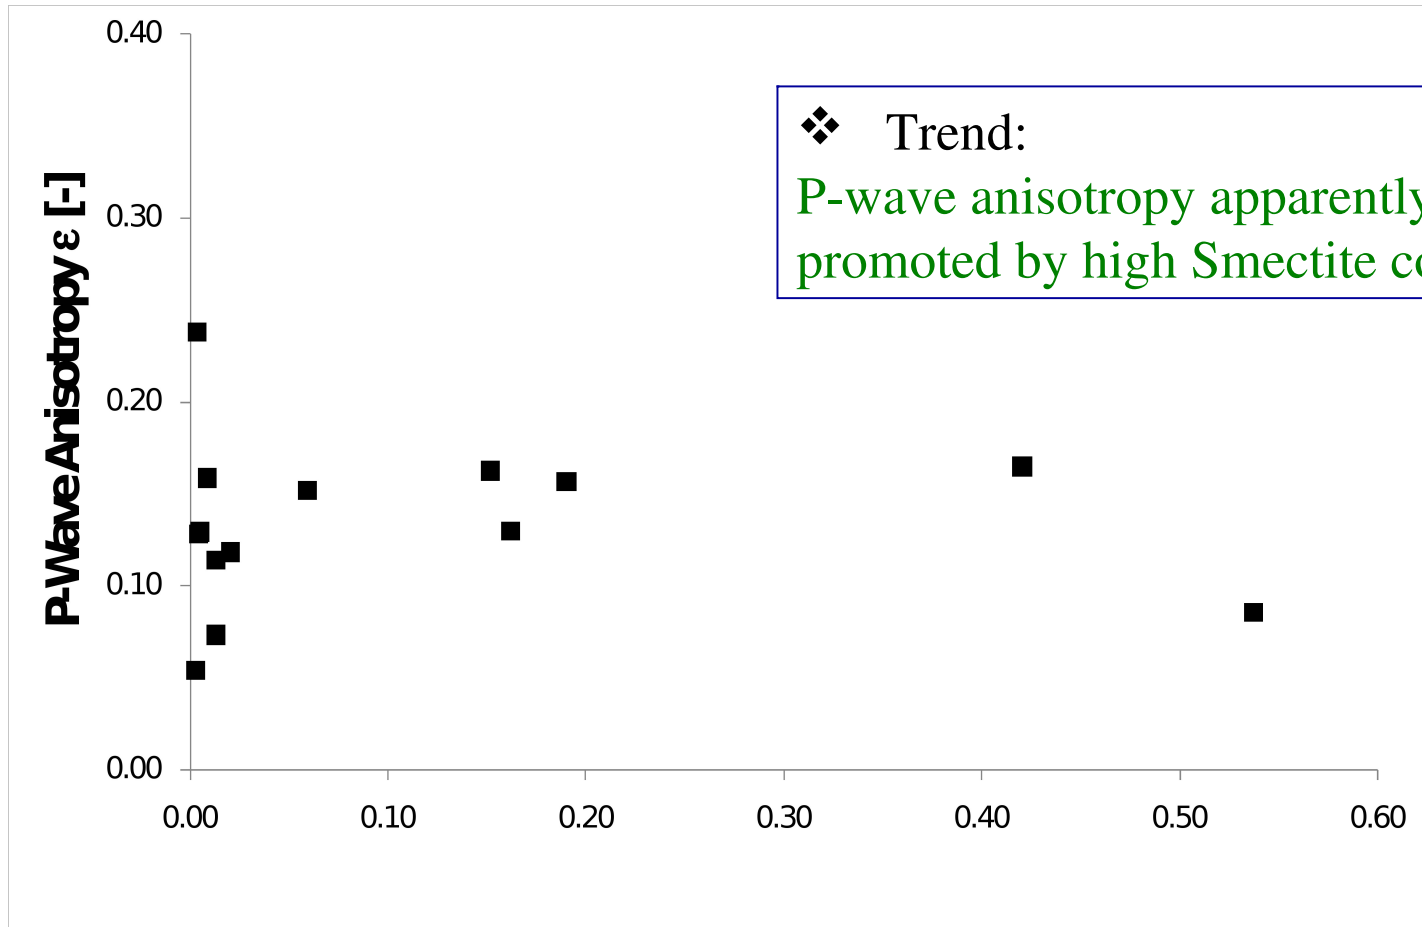 0.40
❖ Trend:
P-wave anisotropy apparently
promoted by high Smectite co
P-Wave Anisotropy ε [-]
0.30
0.20
0.10
0.00
0.00 0.10 0.20 0.30 0.40 0.50 0.60